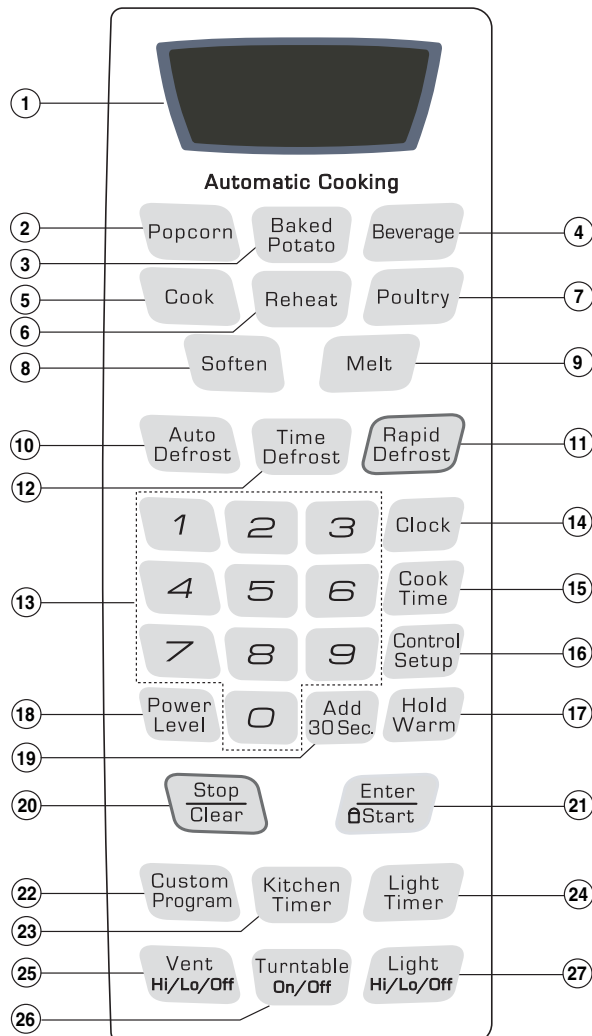 1
Automatic Cooking
2
Popcorn
Baked
Potato
Beverage
4
3
5
Cook
Reheat
Poultry
7
6
8
Soften
Melt
9
10
Auto
Defrost
Time
Defrost
Rapid
Defrost
11
12
1
2
3
Clock
14
13
4
5
6
Cook
Time
15
7
8
9
Control
Setup
16
18
Power
Level
0
Add
30 Sec.
Hold
Warm
17
19
20
Stop
Clear
Enter
Start
21
22
Custom
Program
Kitchen
Timer
Light
Timer
24
23
25
Vent
Hi/Lo/Off
Turntable
On/Off
Light
Hi/Lo/Off
27
26